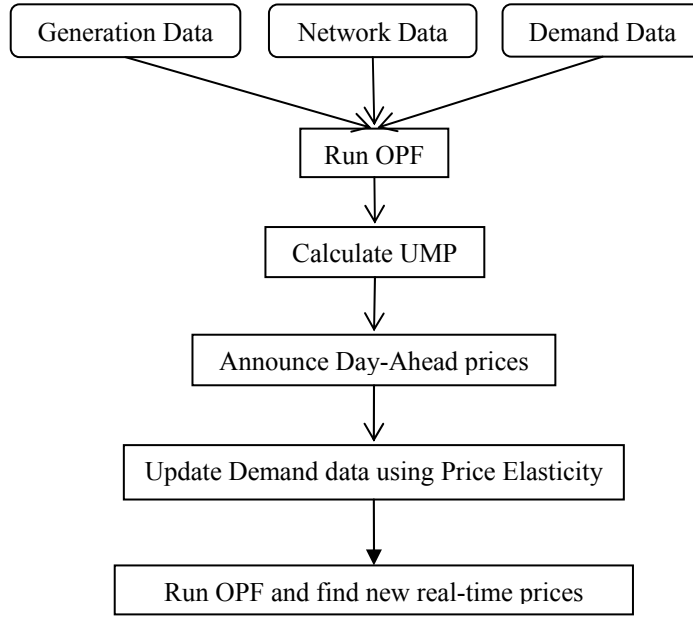 Generation Data
Network Data
Demand Data
Run OPF
Calculate UMP
Announce Day-Ahead prices
Update Demand data using Price Elasticity
Run OPF and find new real-time prices